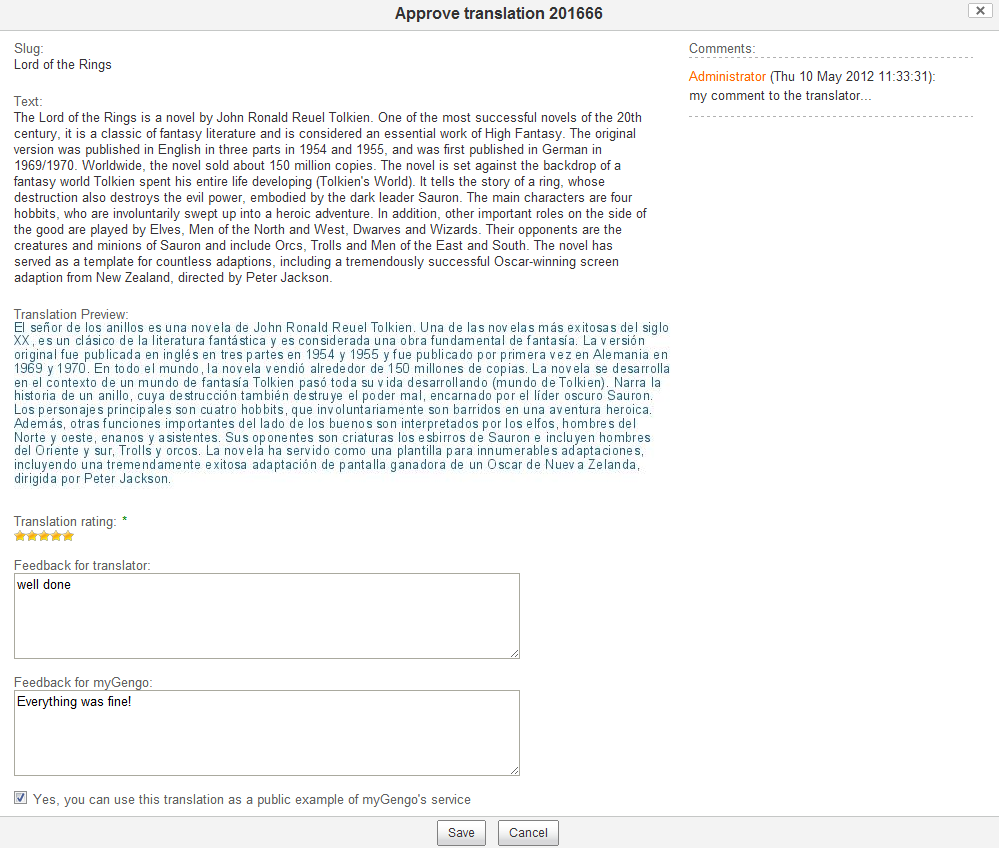 Approve translation 201666
Slug:
Lord of the Rings
Text:
The Lord of the Rings is a novel by John Ronald Reuel Tolkien. One of the most successful novels of the 20th
century, it is a classic of fantasy literature and is considered an essential work of High Fantasy. The original
version was published in English in three parts in 1954 and 1955, and was first published in German in
1969/1970. Worldwide, the novel sold about 150 million copies. The novel is set against the backdrop of a
fantasy world Tolkien spent his entire life developing (Tolkien's World). It tells the story of a ring, whose
destruction also destroys the evil power, embodied by the dark leader Sauron. The main characters are four
hobbits, who are involuntarily swept up into a heroic adventure. In addition, other important roles on the side of
the good are played by Elves, Men of the North and West, Dwarves and Wizards. Their opponents are the
creatures and minions of Sauron and include Orcs, Trolls and Men of the East and South. The novel has
served as a template for countless adaptions, including a tremendously successful Oscar-winning screen
adaption from New Zealand, directed by Peter Jackson.
Translation Preview:
El señor de los anillos es una novela de John Ronald Reuel Tolkien. Una de las novelas más exitosas del siglo
XX, es un clásico de la literatura fantástica y es considerada una obra fundamental de fantasía. La versión
original fue publicada en inglés en tres partes en 1954 y 1955 y fue publicado por primera vez en Alemania en
1969 y 1970. En todo el mundo, la novela vendió alrededor de 150 millones de copias. La novela se desarrolla
en el contexto de un mundo de fantasía Tolkien pasó toda su vida desarrollando (mundo de Tolkien). Narra la
historia de un anillo, cuya destrucción también destruye el poder mal, encarnado por el líder oscuro Sauron.
Los personajes principales son cuatro hobbits, que involuntariamente son barridos en una aventura heroica.
Además, otras funciones importantes del lado de los buenos son interpretados por los elfos, hombres del
Norte y oeste, enanos y asistentes. Sus oponentes son criaturas los esbirros de Sauron e incluyen hombres
del Oriente y sur, Trolls y orcos. La novela ha servido como una plantilla para innumerables adaptaciones,
incluyendo una tremendamente exitosa adaptación de pantalla ganadora de un Oscar de Nueva Zelanda,
dirigida por Peter Jackson.
Translation rating: *
Feedback for translator:
well done
Feedback for myGengo:
Everything was fine!
Yes, you can use this translation as a public example of myGengo's service
Save Cancel
Comments:
Administrator (Thu 10 May 2012 11:33:31):
my comment to the translator...